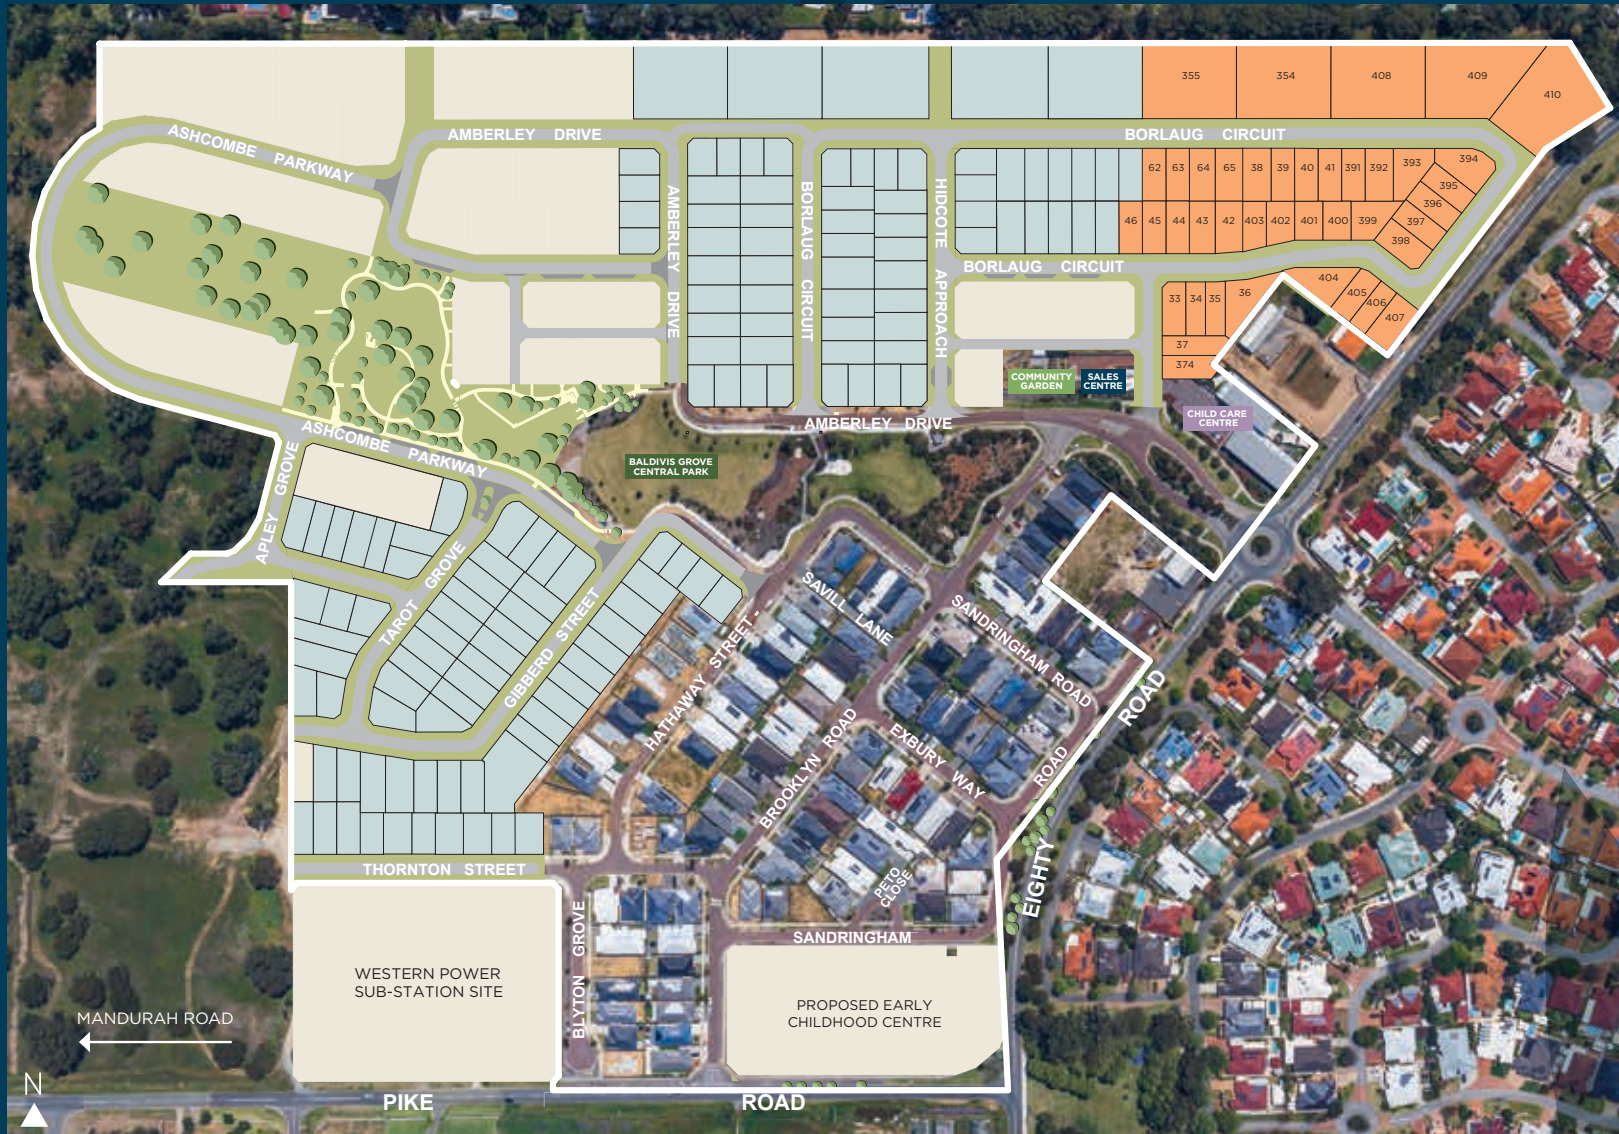 355
354
408
409
410
ASHCOMBE PARKWAY
AMBERLEY DRIVE
BORLAUG CIRCUIT
62
63
64
65
38
39
40
41
391
392
393
394
395
396
397
398
46
45
44
43
42
403
402
401
400
399
AMBERLEY DRIVE
BORLAUG CIRCUIT
HIDCOTE APPROACH
BORLAUG CIRCUIT
33
34
35
36
37
374
404
405
406
407
COMMUNITY
GARDEN
SALES
CENTRE
CHILD CARE
CENTRE
AMBERLEY DRIVE
ASHCOMBE PARKWAY
BALDIVIS GROVE
CENTRAL PARK
APLEY GROVE
TAROT GROVE
GIBBERD STREET
HATHAWAY STREET
SAVILL LANE
SANDRINGHAM ROAD
BROOKLYN ROAD
EXBURY WAY
ROAD
EIGHTY ROAD
PETO
CLOSE
THORNTON STREET
BLYTON GROVE
SANDRINGHAM
WESTERN POWER
SUB-STATION SITE
PROPOSED EARLY
CHILDHOOD CENTRE
MANDURAH ROAD
N
PIKE ROAD